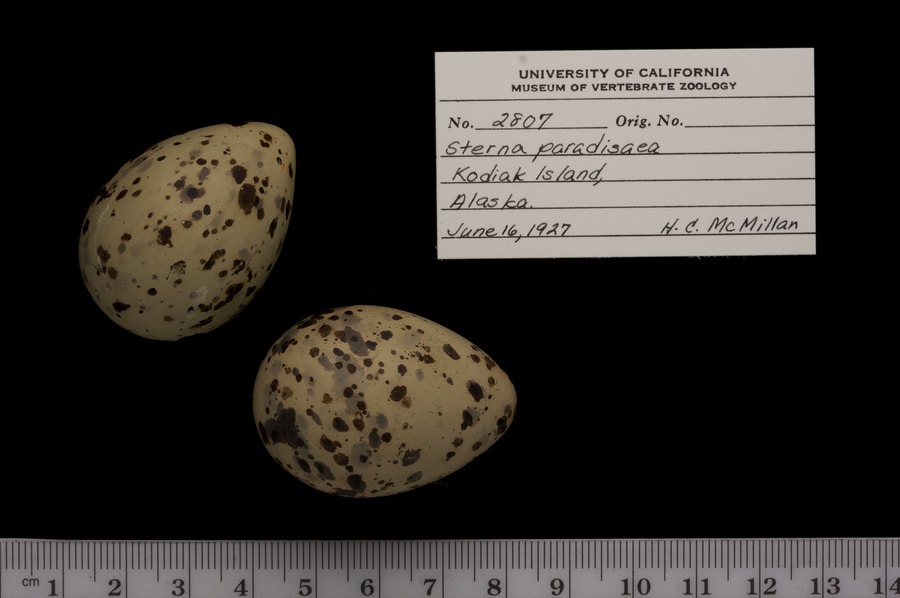 UNIVERSITY OF CALIFORNIA
MUSEUM OF VERTEBRATE ZOOLOGY
No. 2807 Orig. No.
Sterna paradisaea
Kodiak Island,
Alaska.
June 16, 1927 H. C. McMillan
cm 1 2 3 4 5 6 7 8 9 10 11 12 13 14